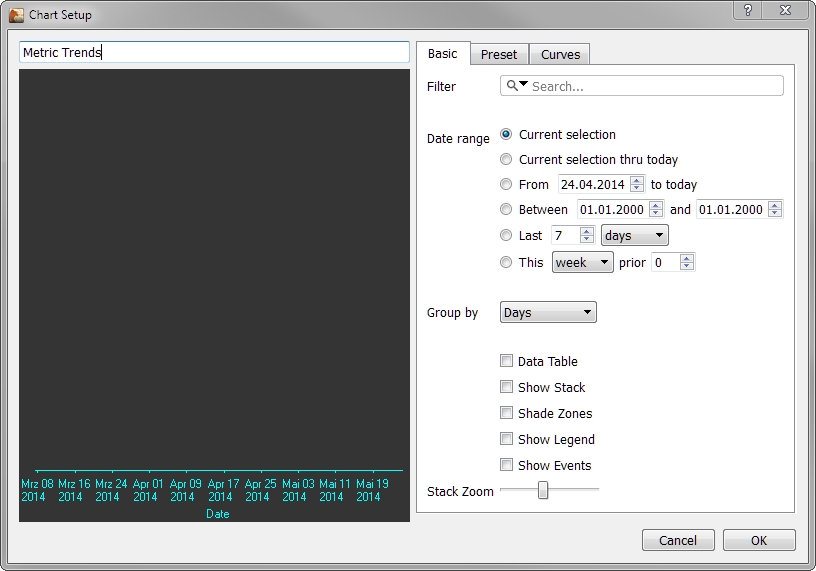 Chart Setup
?
Metric Trends
Basic Preset Curves
Filter Search...
Date range Current selection
Current selection thru today
From 24.04.2014 to today
Between 01.01.2000 and 01.01.2000
Last 7 days
This week prior 0
Group by Days
Data Table
Show Stack
Shade Zones
Show Legend
Show Events
Stack Zoom
Mrz 08 Mrz 16 Mrz 24 Apr 01 Apr 09 Apr 17 Apr 25 Mai 03 Mai 11 Mai 19
2014 2014 2014 2014 2014 2014 2014 2014 2014 2014
Date
Cancel OK